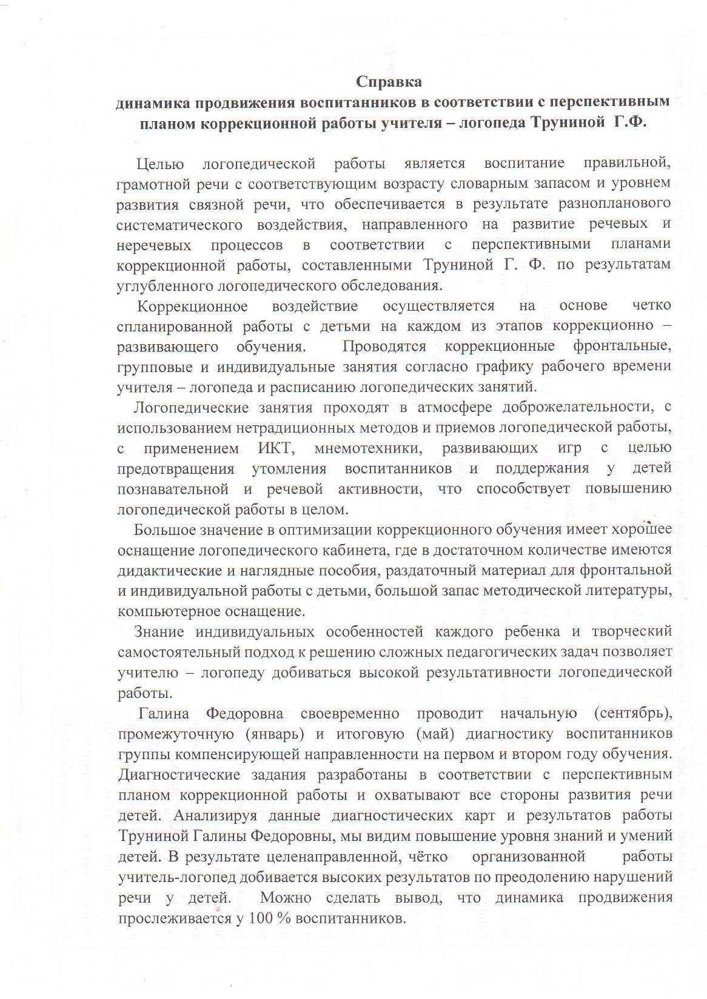 Справка
динамика продвижения воспитанников в соответствии с перспективным
планом коррекционной работы учителя – логопеда Труниной Г.Ф.
Целью логопедической работы является воспитание правильной,
грамотной речи с соответствующим возрасту словарным запасом и уровнем
развития связной речи, что обеспечивается в результате разнопланового
систематического воздействия, направленного на развитие речевых и
неречевых процессов в соответствии с перспективными планами
коррекционной работы, составленными Труниной Г. Ф. по результатам
углубленного логопедического обследования.
Коррекционное воздействие осуществляется на основе четко
спланированной работы с детьми на каждом из этапов коррекционно –
развивающего обучения. Проводятся коррекционные фронтальные,
групповые и индивидуальные занятия согласно графику рабочего времени
учителя – логопеда и расписанию логопедических занятий.
Логопедические занятия проходят в атмосфере доброжелательности, с
использованием нетрадиционных методов и приемов логопедической работы,
с применением ИКТ, мнемотехники, развивающих игр с целью
предотвращения утомления воспитанников и поддержания у детей
познавательной и речевой активности, что способствует повышению
логопедической работы в целом.
Большое значение в оптимизации коррекционного обучения имеет хорошее
оснащение логопедического кабинета, где в достаточном количестве имеются
дидактические и наглядные пособия, раздаточный материал для фронтальной
и индивидуальной работы с детьми, большой запас методической литературы,
компьютерное оснащение.
Знание индивидуальных особенностей каждого ребенка и творческий
самостоятельный подход к решению сложных педагогических задач позволяет
учителю – логопеду добиваться высокой результативности логопедической
работы.
Галина Федоровна своевременно проводит начальную (сентябрь),
промежуточную (январь) и итоговую (май) диагностику воспитанников
группы компенсирующей направленности на первом и втором году обучения.
Диагностические задания разработаны в соответствии с перспективным
планом коррекционной работы и охватывают все стороны развития речи
детей. Анализируя данные диагностических карт и результатов работы
Труниной Галины Федоровны, мы видим повышение уровня знаний и умений
детей. В результате целенаправленной, чётко организованной работы
учитель-логопед добивается высоких результатов по преодолению нарушений
речи у детей. Можно сделать вывод, что динамика продвижения
прослеживается у 100 % воспитанников.